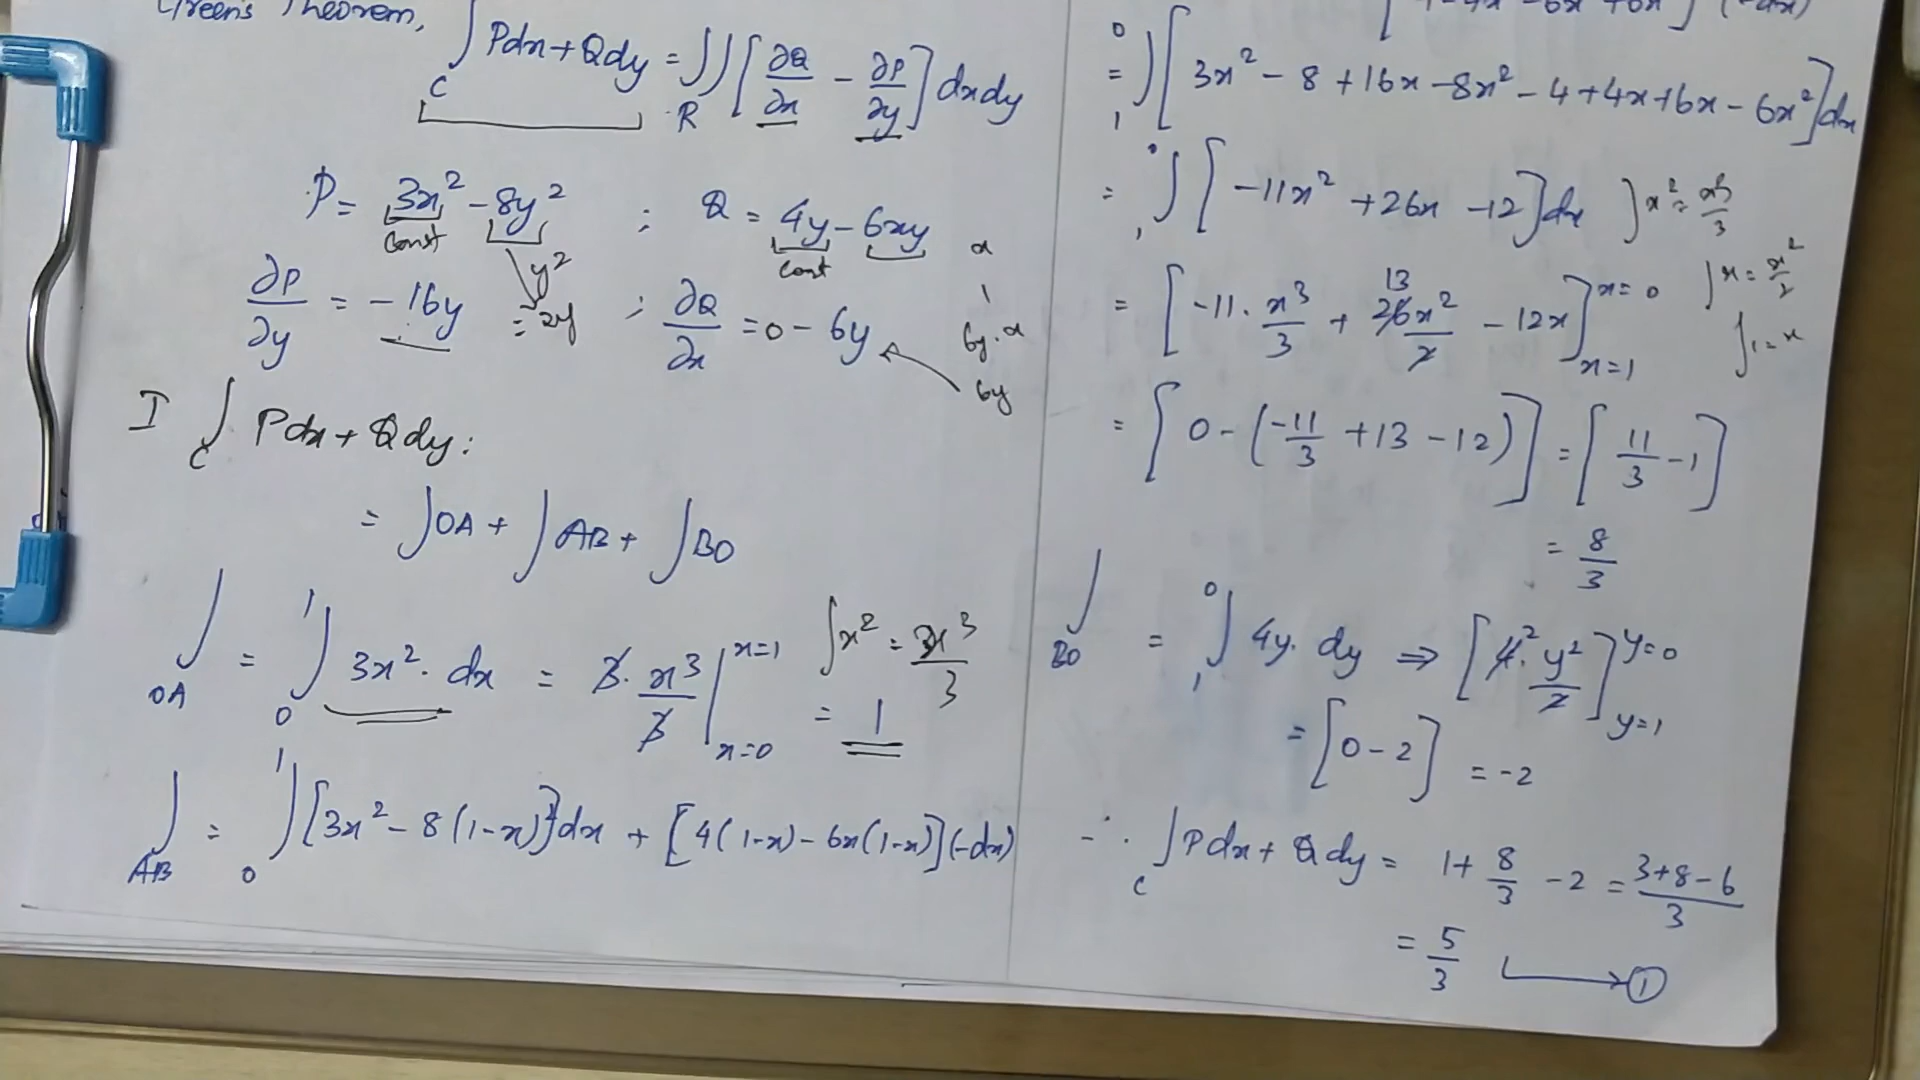 Green's Theorem, ∫_C Pdx + Qdy = ∬_R [∂Q/∂x − ∂P/∂y] dxdy
P = 3x² − 8y² ; Q = 4y − 6xy
const y² = 2y const
∂P/∂y = −16y ; ∂Q/∂x = 0 − 6y
x
6y·x
6y
I ∫_C Pdx + Qdy :
= ∫OA + ∫AB + ∫BO
∫_OA = ∫_0^1 3x² · dx = 3 · x³/3 |_{x=0}^{x=1} = 1
∫x² = x³/3
∫_AB = ∫_0^1 [3x² − 8(1−x)²]dx + [4(1−x) − 6x(1−x)](−dx)
= ∫_1^0 [3x² − 8 + 16x − 8x² − 4 + 4x + 6x − 6x²]dx
= ∫_1^0 [−11x² + 26x − 12]dx ∫x² = x³/3
= [−11 · x³/3 + 26x²/2 − 12x]_{x=1}^{x=0} ∫x = x²/2
13
∫1 = x
= [0 − (−11/3 + 13 − 12)] = [11/3 − 1]
= 8/3
∫_BO = ∫_1^0 4y · dy ⇒ [4² · y²/2]_{y=1}^{y=0}
= [0 − 2] = −2
∴ ∫_C Pdx + Qdy = 1 + 8/3 − 2 = (3+8−6)/3
= 5/3 → ①